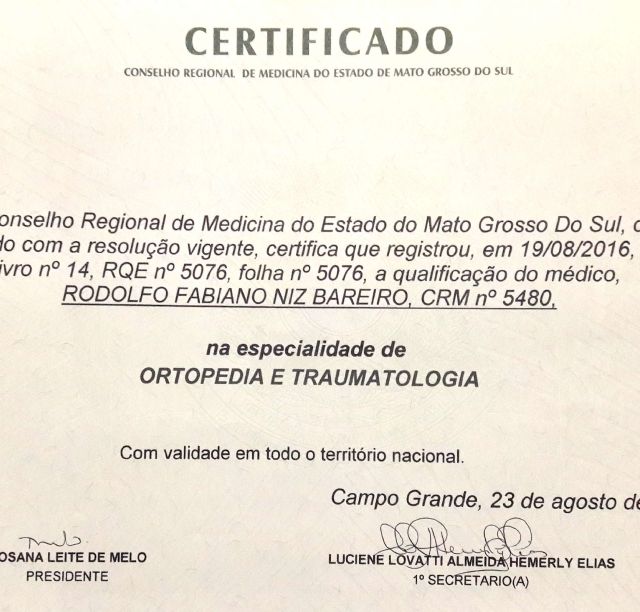 CERTIFICADO
CONSELHO REGIONAL DE MEDICINA DO ESTADO DE MATO GROSSO DO SUL
onselho Regional de Medicina do Estado do Mato Grosso Do Sul, c
do com a resolução vigente, certifica que registrou, em 19/08/2016,
ivro nº 14, RQE nº 5076, folha nº 5076, a qualificação do médico,
RODOLFO FABIANO NIZ BAREIRO, CRM nº 5480,
na especialidade de
ORTOPEDIA E TRAUMATOLOGIA
Com validade em todo o território nacional.
Campo Grande, 23 de agosto de
OSANA LEITE DE MELO
PRESIDENTE
LUCIENE LOVATTI ALMEIDA HEMERLY ELIAS
1º SECRETARIO(A)